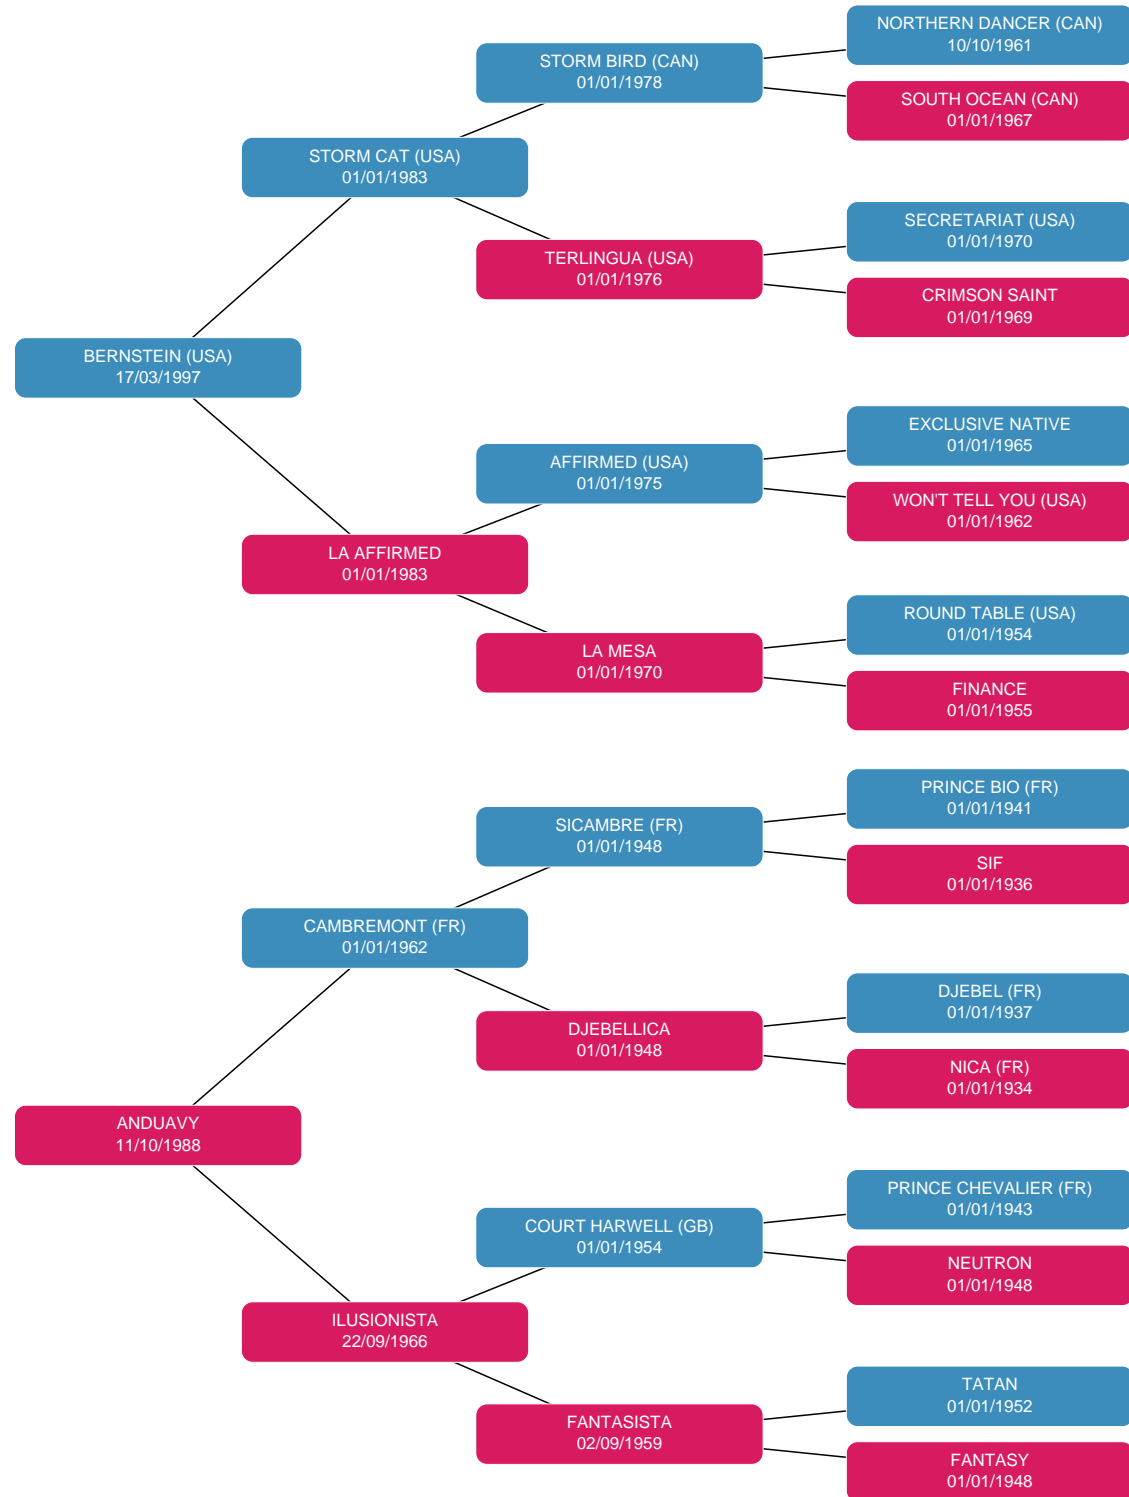 NORTHERN DANCER (CAN)
10/10/1961
STORM BIRD (CAN)
01/01/1978
SOUTH OCEAN (CAN)
01/01/1967
STORM CAT (USA)
01/01/1983
SECRETARIAT (USA)
01/01/1970
TERLINGUA (USA)
01/01/1976
CRIMSON SAINT
01/01/1969
BERNSTEIN (USA)
17/03/1997
EXCLUSIVE NATIVE
01/01/1965
AFFIRMED (USA)
01/01/1975
WON'T TELL YOU (USA)
01/01/1962
LA AFFIRMED
01/01/1983
ROUND TABLE (USA)
01/01/1954
LA MESA
01/01/1970
FINANCE
01/01/1955
PRINCE BIO (FR)
01/01/1941
SICAMBRE (FR)
01/01/1948
SIF
01/01/1936
CAMBREMONT (FR)
01/01/1962
DJEBEL (FR)
01/01/1937
DJEBELLICA
01/01/1948
NICA (FR)
01/01/1934
ANDUAVY
11/10/1988
PRINCE CHEVALIER (FR)
01/01/1943
COURT HARWELL (GB)
01/01/1954
NEUTRON
01/01/1948
ILUSIONISTA
22/09/1966
TATAN
01/01/1952
FANTASISTA
02/09/1959
FANTASY
01/01/1948